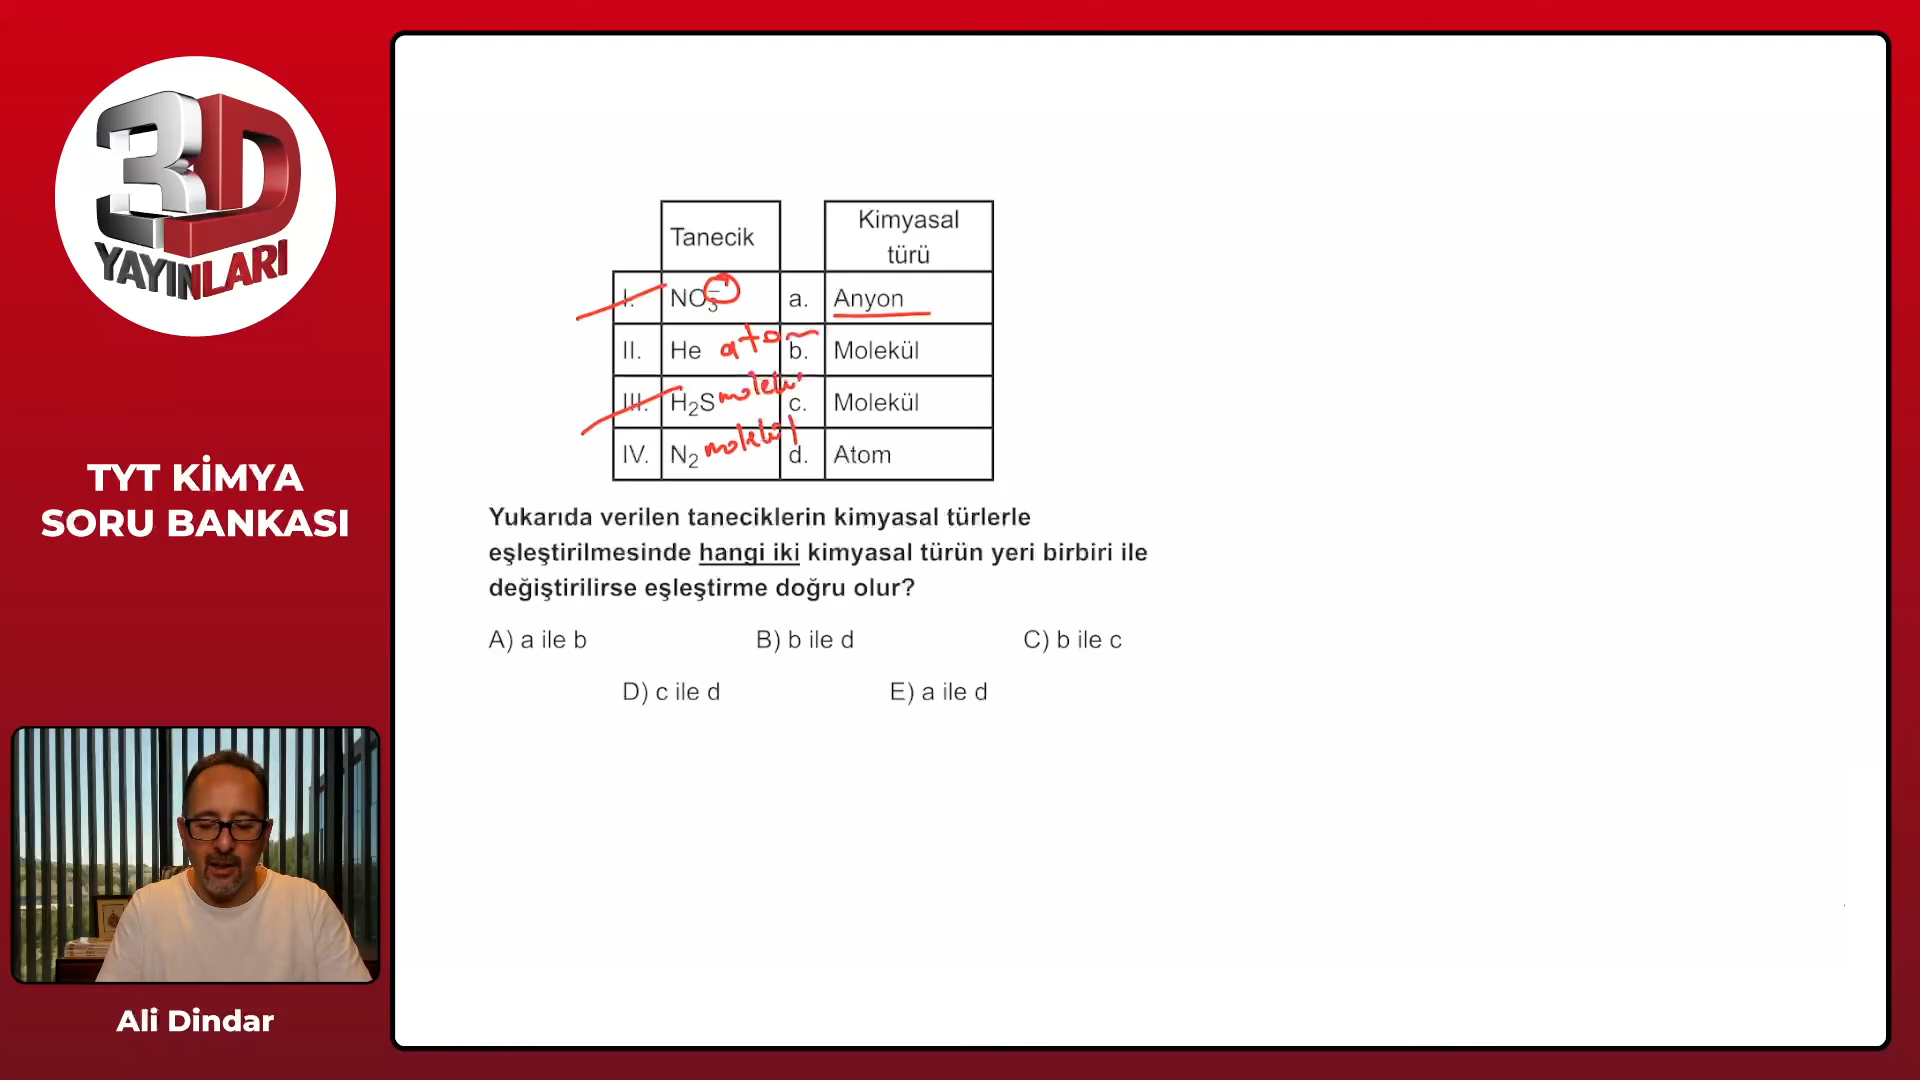 3D
YAYINLARI
TYT KİMYA
SORU BANKASI
Ali Dindar
Tanecik Kimyasal türü
I. NO₃⁻ a. Anyon
II. He atom b. Molekül
III. H₂S c. Molekül
IV. N₂ molekül d. Atom
Yukarıda verilen taneciklerin kimyasal türlerle
eşleştirilmesinde hangi iki kimyasal türün yeri birbiri ile
değiştirilirse eşleştirme doğru olur?
A) a ile b B) b ile d C) b ile c
D) c ile d E) a ile d